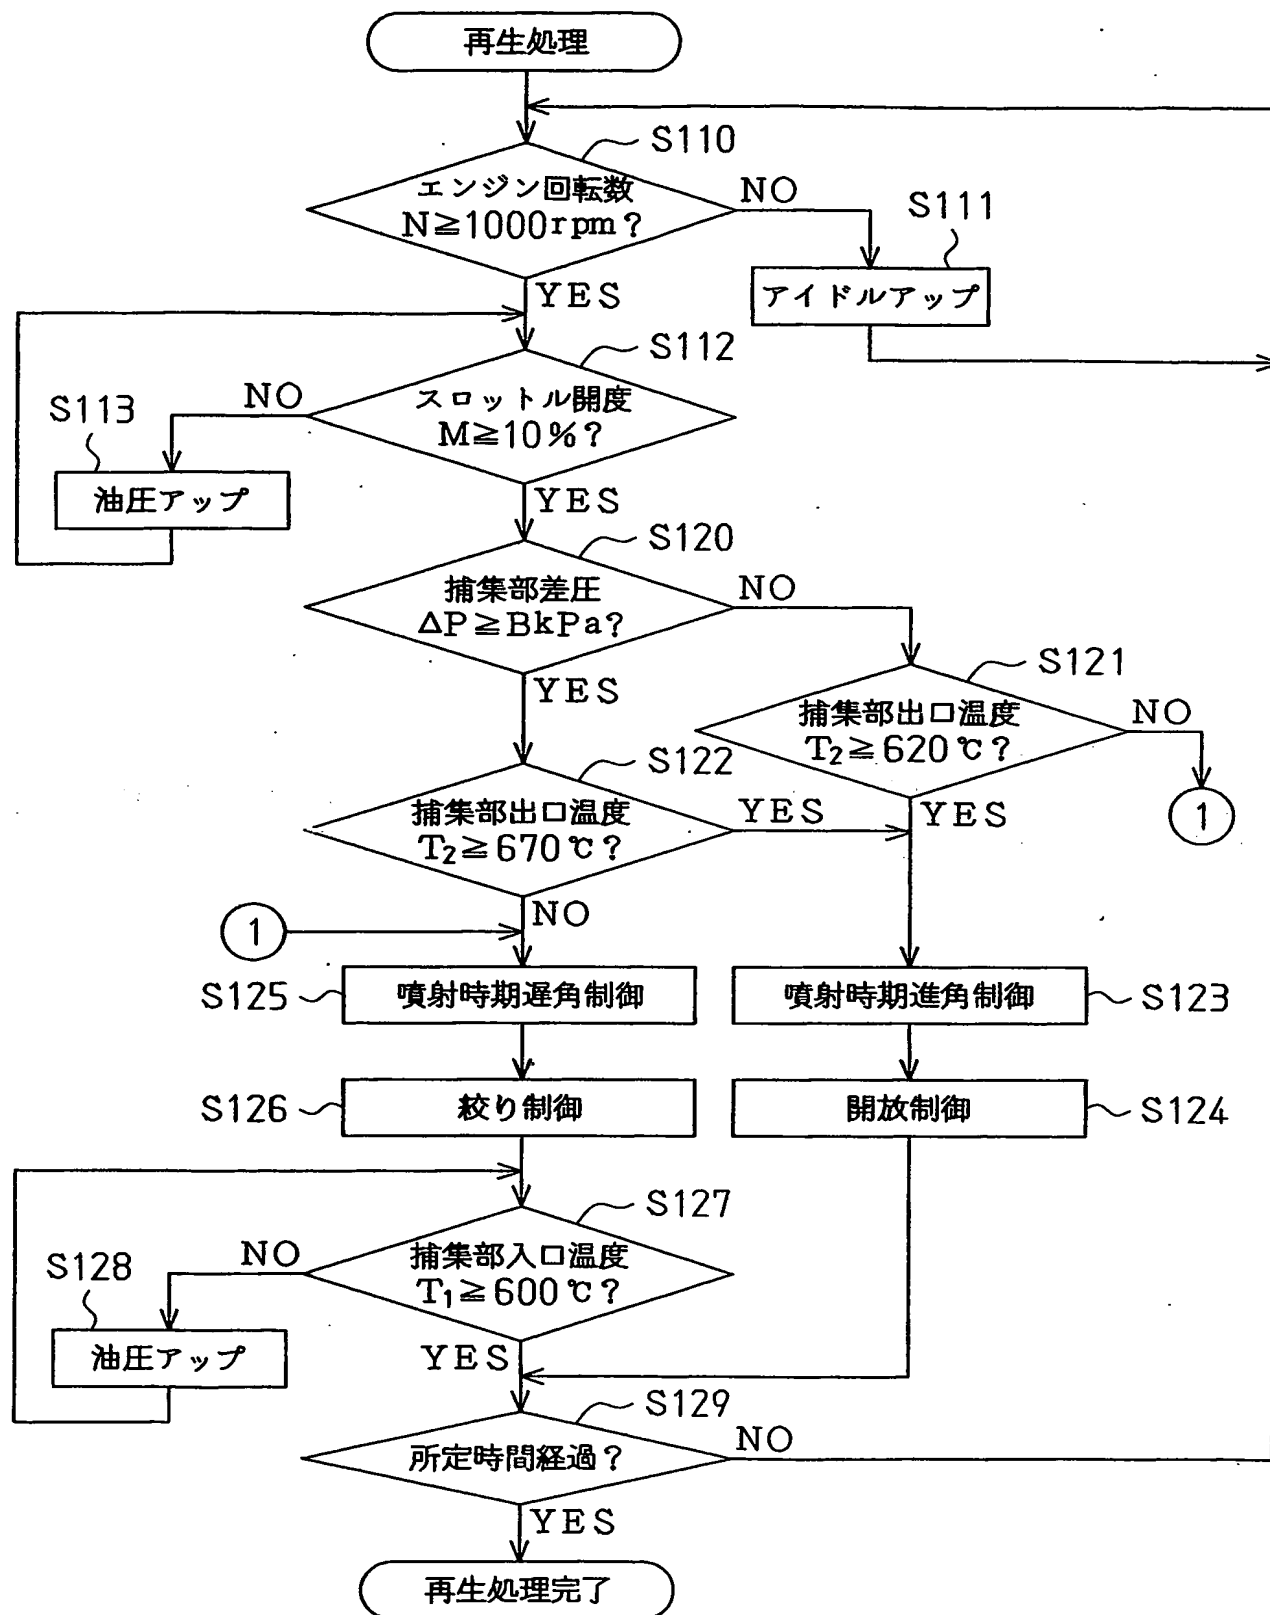 再生処理
S110
エンジン回転数
N≧1000rpm?
NO
S111
アイドルアップ
YES
S112
スロットル開度
M≧10%?
NO
S113
油圧アップ
YES
S120
捕集部差圧
ΔP≧BkPa?
NO
S121
捕集部出口温度
T₂≧620℃?
NO
1
YES
YES
S122
捕集部出口温度
T₂≧670℃?
YES
NO
1
S125
噴射時期遅角制御
噴射時期進角制御
S123
S126
絞り制御
開放制御
S124
S127
捕集部入口温度
T₁≧600℃?
NO
S128
油圧アップ
YES
S129
所定時間経過?
NO
YES
再生処理完了